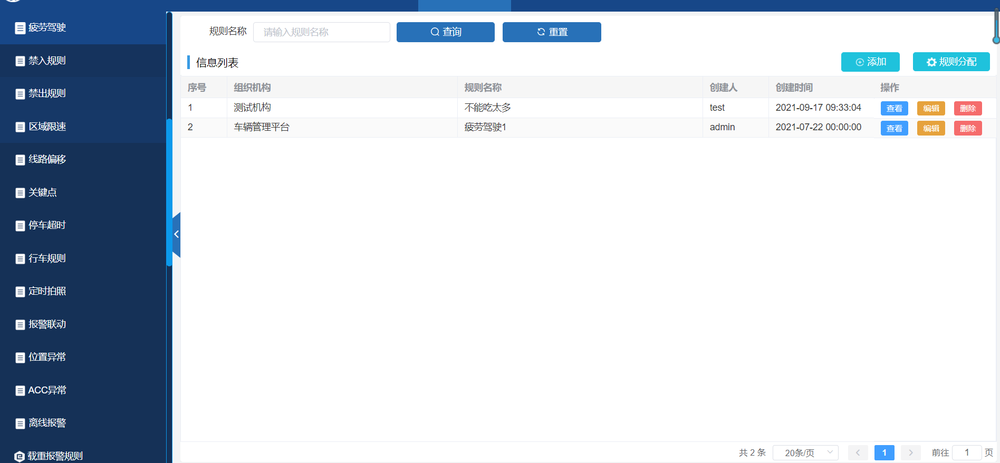 疲劳驾驶
禁入规则
禁出规则
区域限速
线路偏移
关键点
停车超时
行车规则
定时拍照
报警联动
位置异常
ACC异常
离线报警
载重报警规则
规则名称 请输入规则名称 查询 重置
信息列表 添加 规则分配
序号 组织机构 规则名称 创建人 创建时间 操作
1 测试机构 不能吃太多 test 2021-09-17 09:33:04 查看 编辑 删除
2 车辆管理平台 疲劳驾驶1 admin 2021-07-22 00:00:00 查看 编辑 删除
共 2 条 20条/页 1 前往 1 页